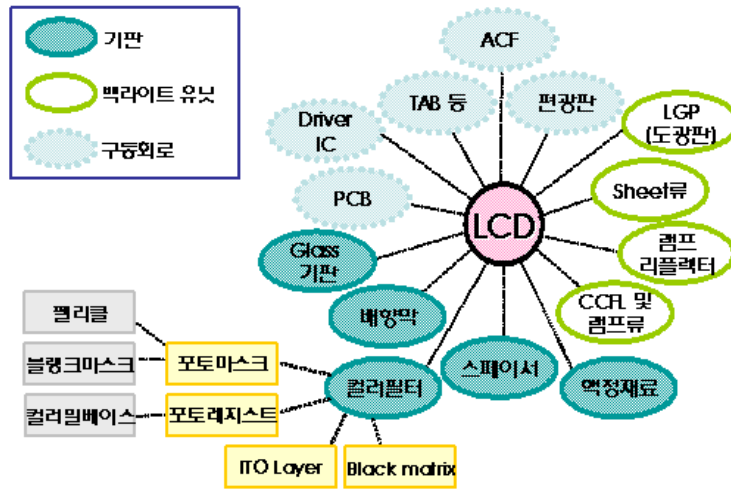 기판
백라이트 유닛
구동회로
ACF
TAB 등
편광판
Driver
IC
LGP
(도광판)
PCB
Sheet류
LCD
Glass
기판
램프
리플렉터
배향막
CCFL 및
램프류
펠리클
블랭크마스크
포토마스크
컬러필터
스페이서
액정재료
컬러밀베이스
포토레지스트
ITO Layer
Black matrix